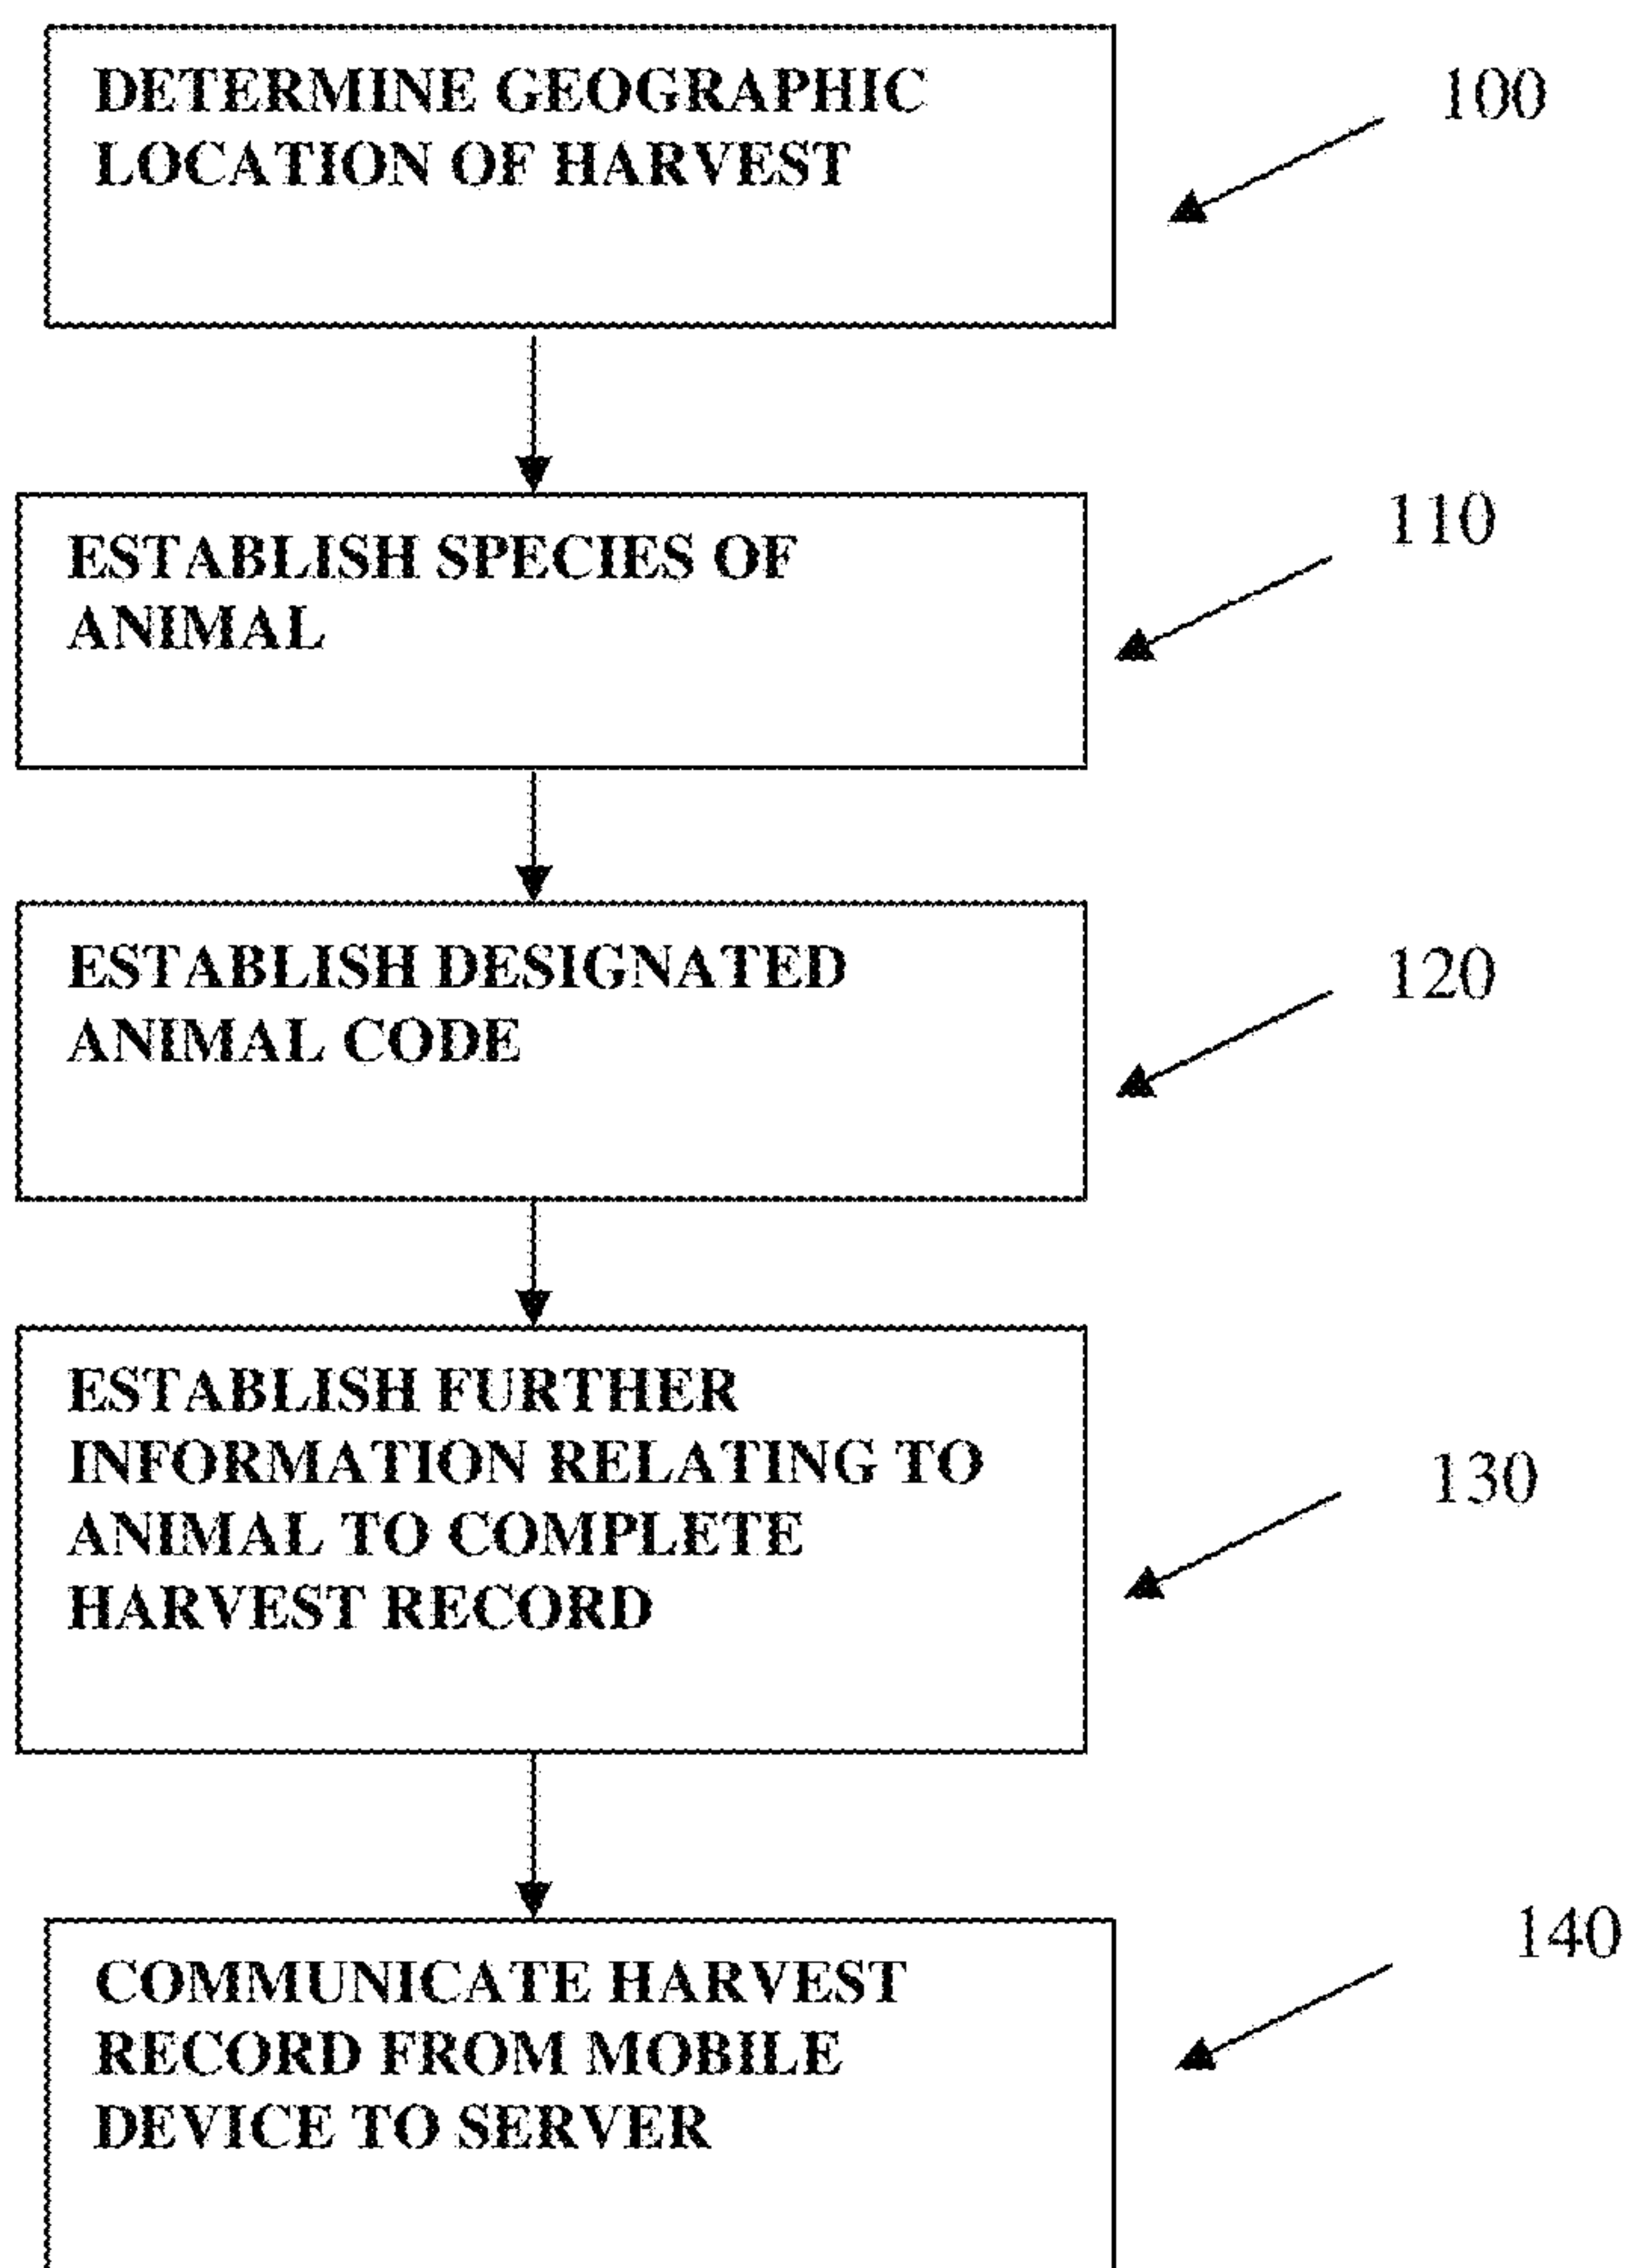 DETERMINE GEOGRAPHIC
LOCATION OF HARVEST
100
ESTABLISH SPECIES OF
ANIMAL
110
ESTABLISH DESIGNATED
ANIMAL CODE
120
ESTABLISH FURTHER
INFORMATION RELATING TO
ANIMAL TO COMPLETE
HARVEST RECORD
130
COMMUNICATE HARVEST
RECORD FROM MOBILE
DEVICE TO SERVER
140